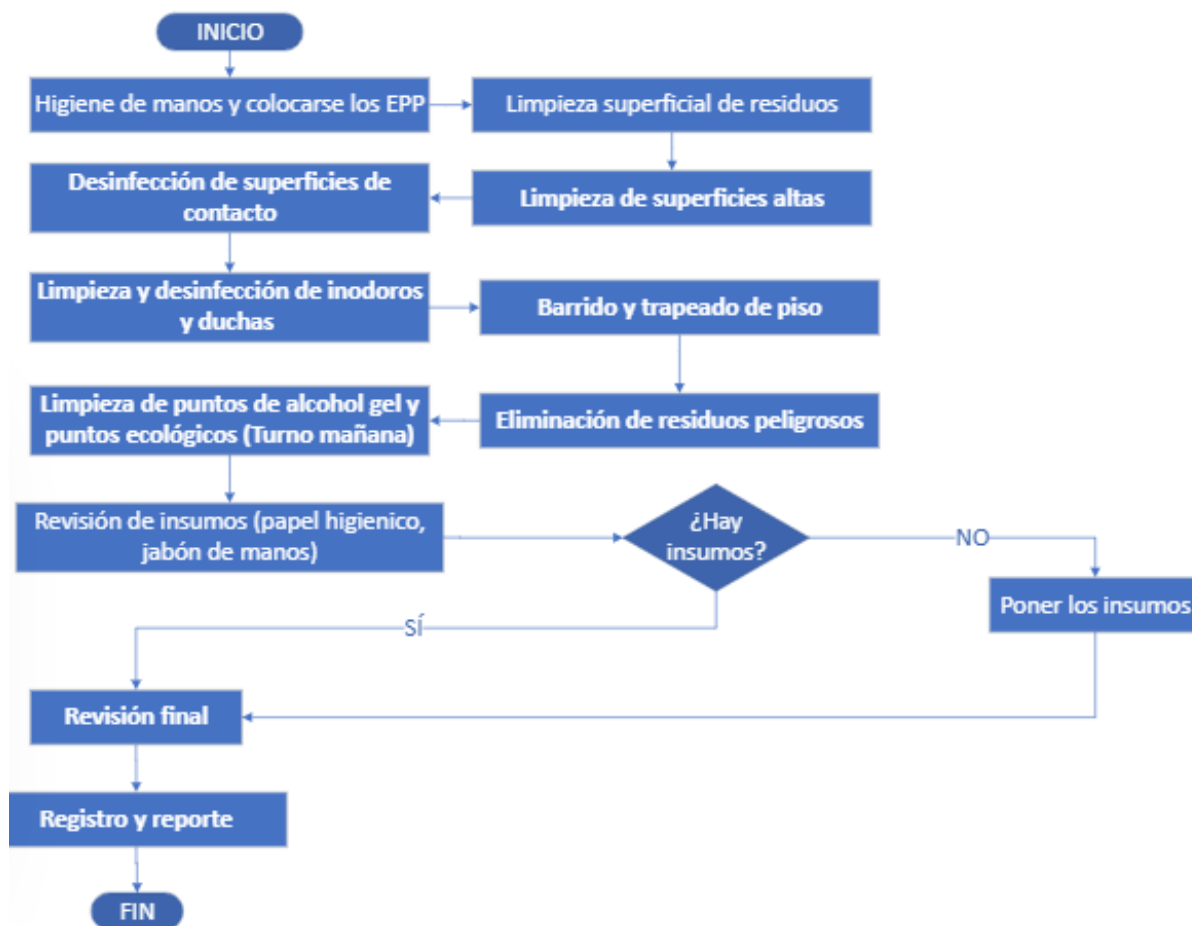 INICIO
Higiene de manos y colocarse los EPP
Limpieza superficial de residuos
Limpieza de superficies altas
Desinfección de superficies de
contacto
Limpieza y desinfección de inodoros
y duchas
Barrido y trapeado de piso
Eliminación de residuos peligrosos
Limpieza de puntos de alcohol gel y
puntos ecológicos (Turno mañana)
Revisión de insumos (papel higienico,
jabón de manos)
¿Hay
insumos?
NO
Poner los insumos
SÍ
Revisión final
Registro y reporte
FIN